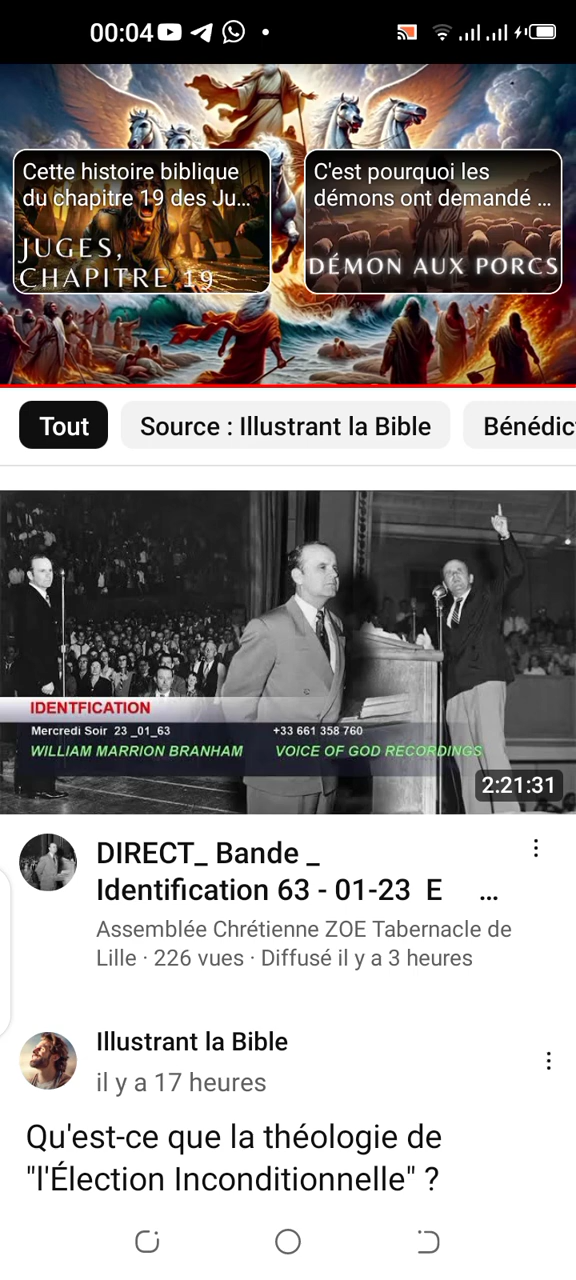 00:04
Cette histoire biblique
du chapitre 19 des Ju...
JUGES,
CHAPITRE 19
C'est pourquoi les
démons ont demandé ...
DÉMON AUX PORCS
Tout
Source : Illustrant la Bible
Bénédic
IDENTFICATION
Mercredi Soir 23 _01_63
+33 661 358 760
WILLIAM MARRION BRANHAM
VOICE OF GOD RECORDINGS
2:21:31
DIRECT_ Bande _
Identification 63 - 01-23 E ...
Assemblée Chrétienne ZOE Tabernacle de
Lille · 226 vues · Diffusé il y a 3 heures
Illustrant la Bible
il y a 17 heures
Qu'est-ce que la théologie de
"l'Élection Inconditionnelle" ?